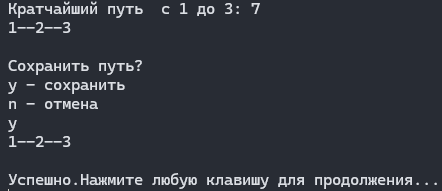 Кратчайший путь  с 1 до 3: 7
1--2--3
Сохранить путь?
y - сохранить
n - отмена
y
1--2--3
Успешно.Нажмите любую клавишу для продолжения...